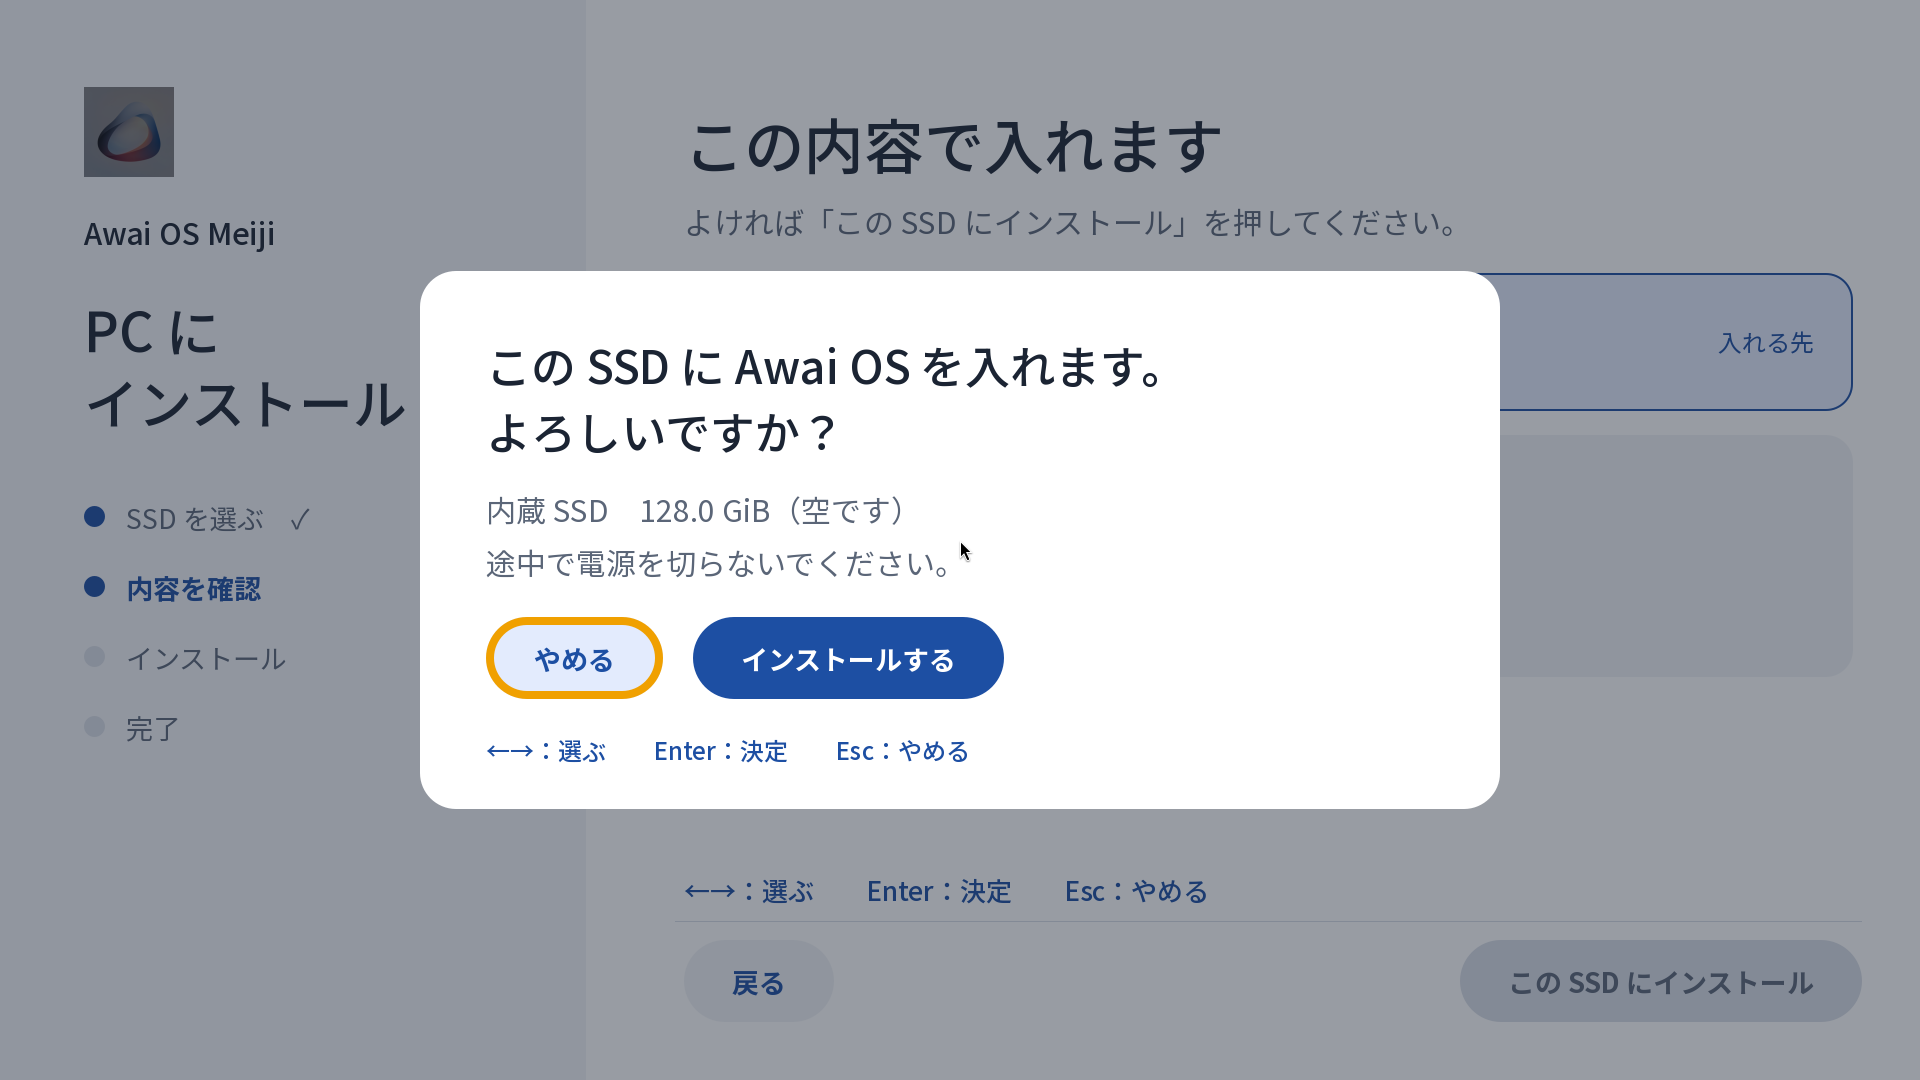 Awai OS Meiji
PC に
インストール
SSD を選ぶ ✓
内容を確認
インストール
完了
この内容で入れます
よければ「この SSD にインストール」を押してください。
入れる先
この SSD に Awai OS を入れます。
よろしいですか？
内蔵 SSD　128.0 GiB（空です）
途中で電源を切らないでください。
やめる
インストールする
←→：選ぶ　Enter：決定　Esc：やめる
←→：選ぶ　Enter：決定　Esc：やめる
戻る
この SSD にインストール